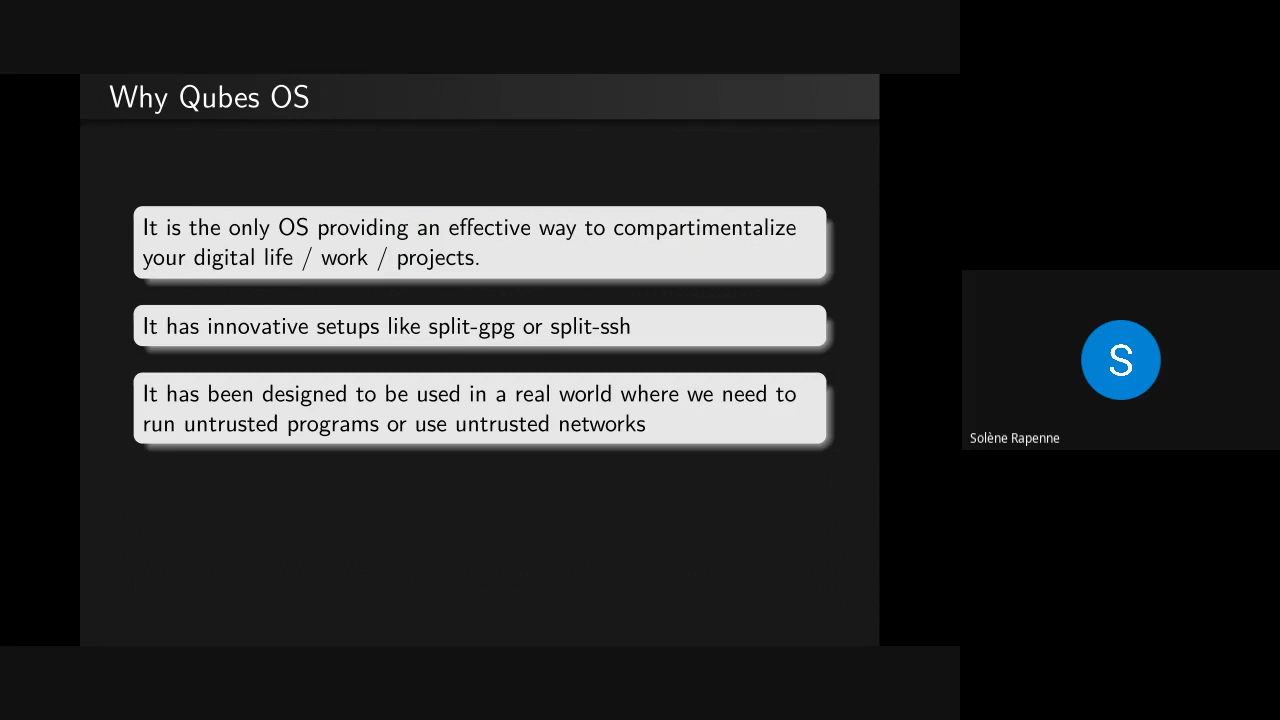 Why Qubes OS
It is the only OS providing an effective way to compartimentalize
your digital life / work / projects.
It has innovative setups like split-gpg or split-ssh
It has been designed to be used in a real world where we need to
run untrusted programs or use untrusted networks
S
Solène Rapenne